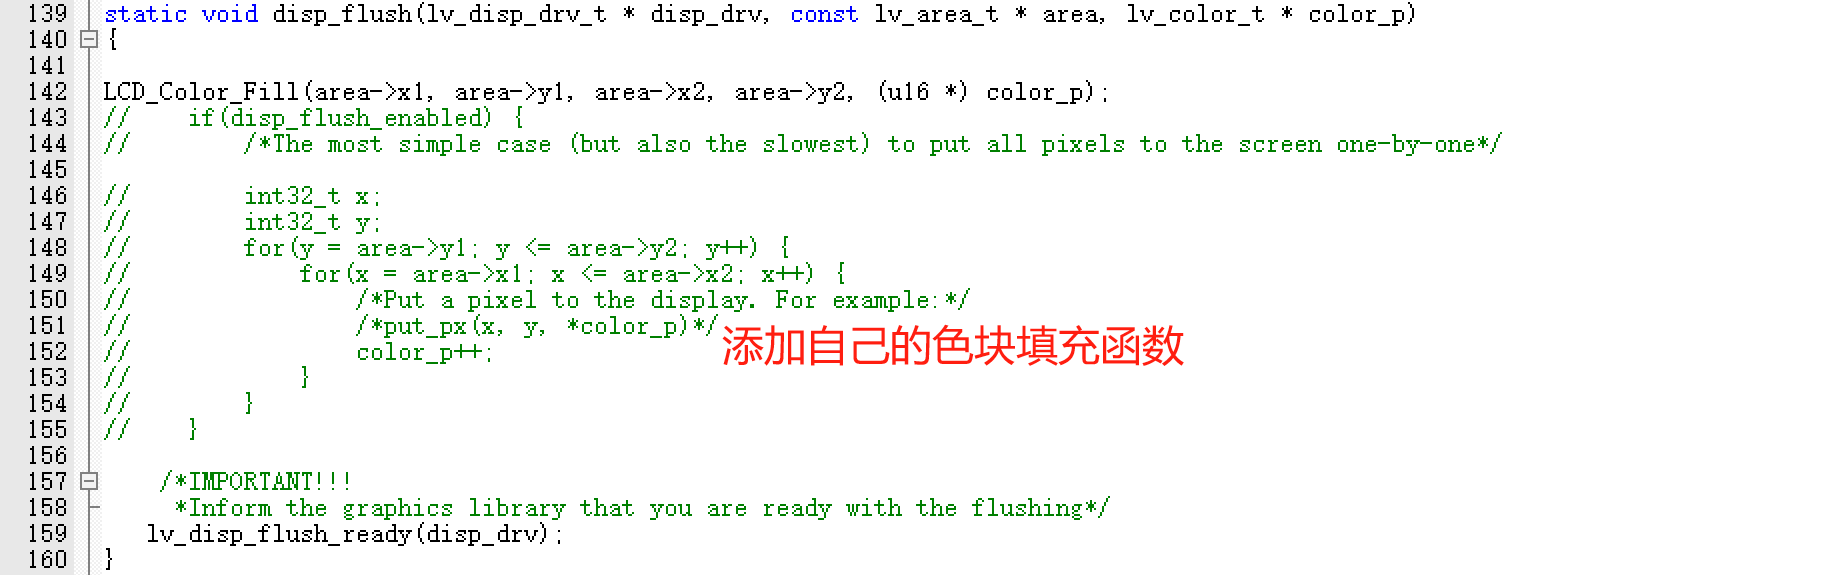 139 static void disp_flush(lv_disp_drv_t * disp_drv, const lv_area_t * area, lv_color_t * color_p)
140 {
141
142 LCD_Color_Fill(area->x1, area->y1, area->x2, area->y2, (u16 *) color_p);
143 //    if(disp_flush_enabled) {
144 //        /*The most simple case (but also the slowest) to put all pixels to the screen one-by-one*/
145
146 //        int32_t x;
147 //        int32_t y;
148 //        for(y = area->y1; y <= area->y2; y++) {
149 //            for(x = area->x1; x <= area->x2; x++) {
150 //                /*Put a pixel to the display. For example:*/
151 //                /*put_px(x, y, *color_p)*/
添加自己的色块填充函数
152 //                color_p++;
153 //            }
154 //        }
155 //    }
156
157     /*IMPORTANT!!!
158      *Inform the graphics library that you are ready with the flushing*/
159    lv_disp_flush_ready(disp_drv);
160 }